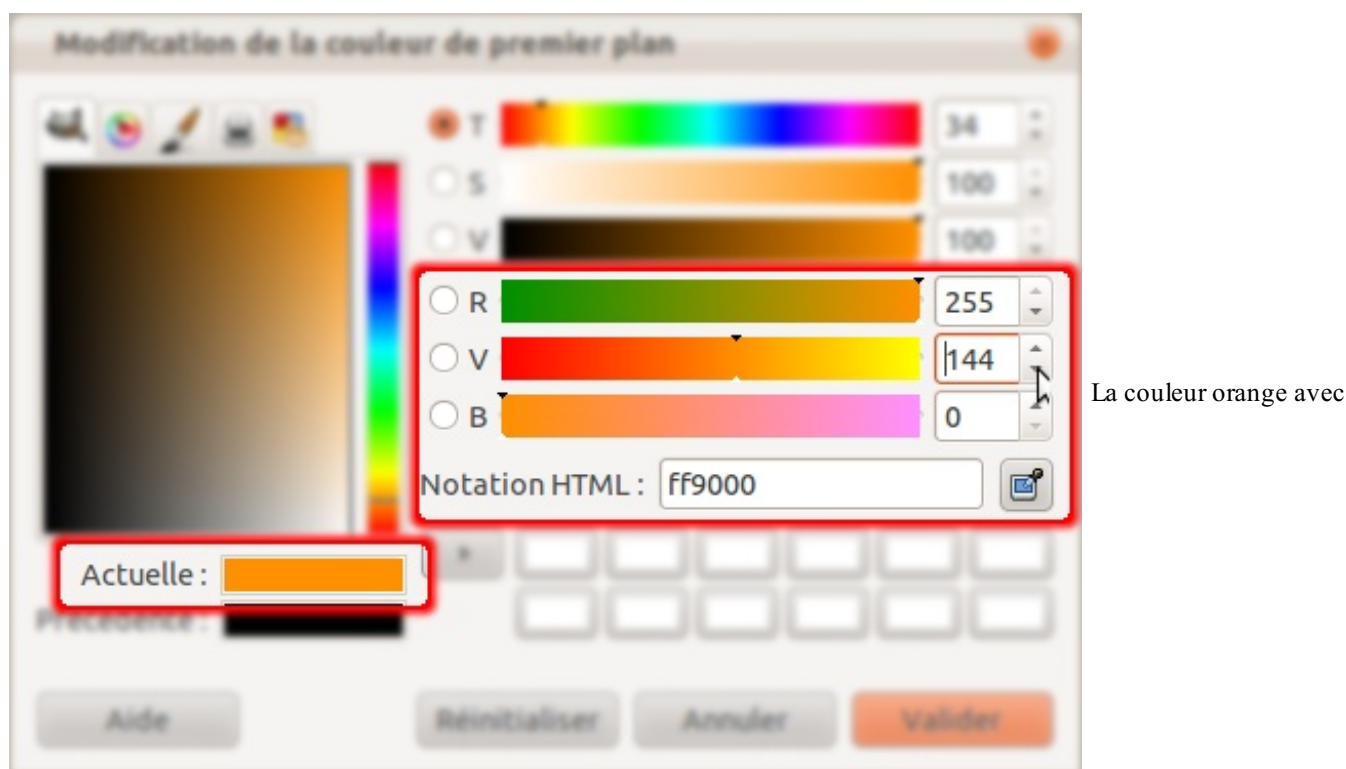 Modification de la couleur de premier plan
T 34
S 100
V 100
R 255
V 144
B 0
Notation HTML : ff9000
Actuelle :
Précédente :
Aide Réinitialiser Annuler Valider
La couleur orange avec